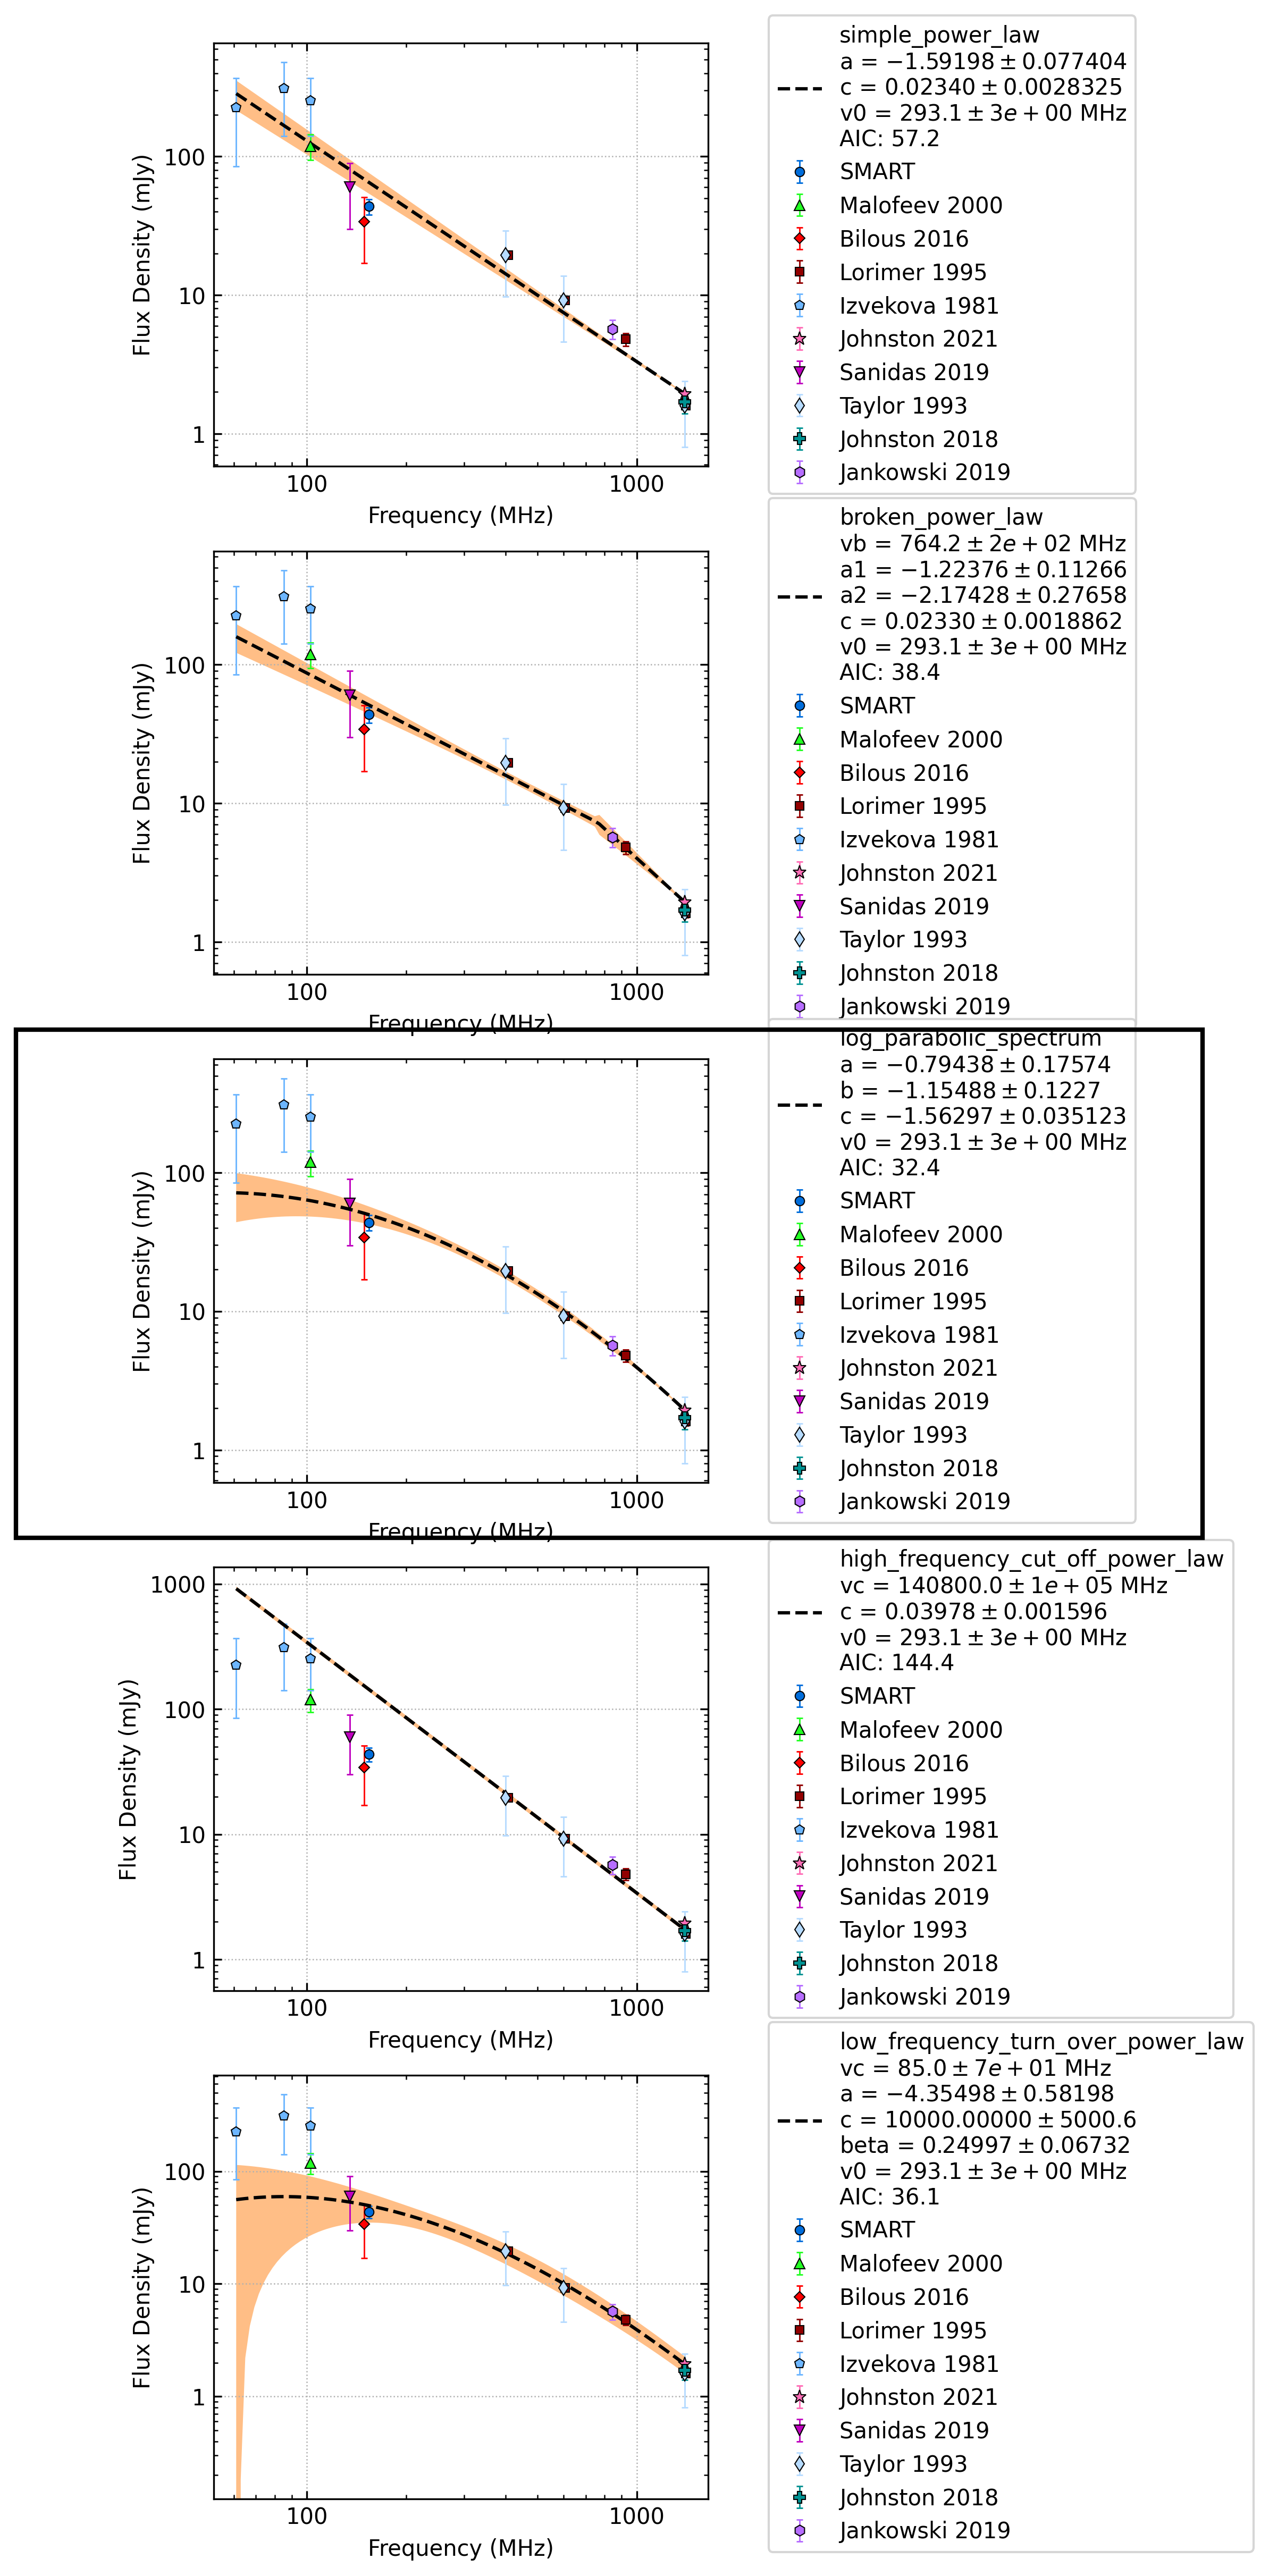 simple_power_law
a = −1.59198 ± 0.077404
c = 0.02340 ± 0.0028325
v0 = 293.1 ± 3e + 00 MHz
AIC: 57.2
SMART
Malofeev 2000
Bilous 2016
Lorimer 1995
Izvekova 1981
Johnston 2021
Sanidas 2019
Taylor 1993
Johnston 2018
Jankowski 2019
Flux Density (mJy)
100
10
1
100
1000
Frequency (MHz)
broken_power_law
vb = 764.2 ± 2e + 02 MHz
a1 = −1.22376 ± 0.11266
a2 = −2.17428 ± 0.27658
c = 0.02330 ± 0.0018862
v0 = 293.1 ± 3e + 00 MHz
AIC: 38.4
SMART
Malofeev 2000
Bilous 2016
Lorimer 1995
Izvekova 1981
Johnston 2021
Sanidas 2019
Taylor 1993
Johnston 2018
Jankowski 2019
Flux Density (mJy)
100
10
1
100
1000
Frequency (MHz)
log_parabolic_spectrum
a = −0.79438 ± 0.17574
b = −1.15488 ± 0.1227
c = −1.56297 ± 0.035123
v0 = 293.1 ± 3e + 00 MHz
AIC: 32.4
SMART
Malofeev 2000
Bilous 2016
Lorimer 1995
Izvekova 1981
Johnston 2021
Sanidas 2019
Taylor 1993
Johnston 2018
Jankowski 2019
Flux Density (mJy)
100
10
1
100
1000
Frequency (MHz)
high_frequency_cut_off_power_law
vc = 140800.0 ± 1e + 05 MHz
c = 0.03978 ± 0.001596
v0 = 293.1 ± 3e + 00 MHz
AIC: 144.4
SMART
Malofeev 2000
Bilous 2016
Lorimer 1995
Izvekova 1981
Johnston 2021
Sanidas 2019
Taylor 1993
Johnston 2018
Jankowski 2019
Flux Density (mJy)
1000
100
10
1
100
1000
Frequency (MHz)
low_frequency_turn_over_power_law
vc = 85.0 ± 7e + 01 MHz
a = −4.35498 ± 0.58198
c = 10000.00000 ± 5000.6
beta = 0.24997 ± 0.06732
v0 = 293.1 ± 3e + 00 MHz
AIC: 36.1
SMART
Malofeev 2000
Bilous 2016
Lorimer 1995
Izvekova 1981
Johnston 2021
Sanidas 2019
Taylor 1993
Johnston 2018
Jankowski 2019
Flux Density (mJy)
100
10
1
100
1000
Frequency (MHz)